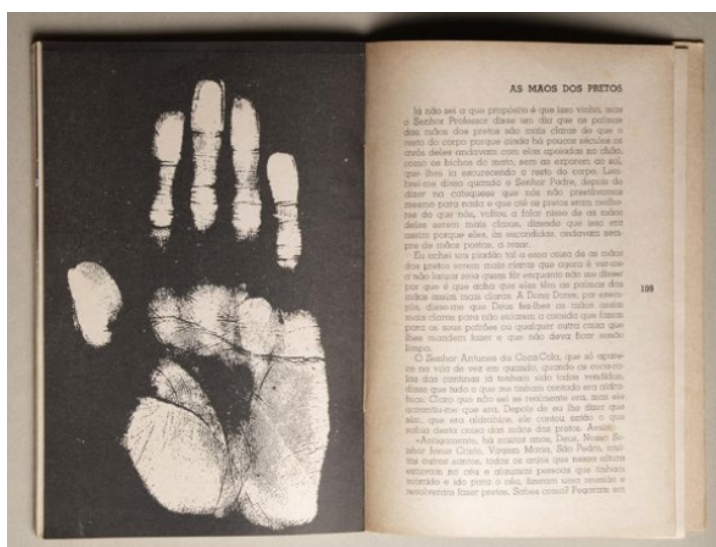 AS MÃOS DOS PRETOS
Já não sei a que propósito é que isso vinha, mas
o Senhor Professor disse um dia que as palmas
das mãos dos pretos são mais claras do que o
resto do corpo porque ainda há poucos séculos os
avós deles andavam com elas apoiadas no chão,
como os bichos do mato, sem as exporem ao sol,
que lhes ia escurecendo o resto do corpo. Lem-
brei-me disso quando o Senhor Padre, depois de
dizer na catequese que nós não prestávamos
mesmo para nada e que até os pretos eram melho-
res do que nós, voltou a falar nisso de as mãos
deles serem mais claras, dizendo que isso era
assim porque eles, às escondidas, andavam sem-
pre de mãos postas, a rezar.
Eu achei um piadão tal a essa coisa de as mãos
dos pretos serem mais claras que agora é ver-me
a não largar seja quem fôr enquanto não me disser
por que é que acha que eles têm as palmas das
mãos assim mais claras. A Dona Dores, por exem-
plo, disse-me que Deus fez-lhes as mãos assim
mais claras para não sujarem a comida que fazem
para os seus patrões ou qualquer outra coisa que
lhes mandem fazer e que não deva ficar senão
limpa.
O Senhor Antunes da Coca-Cola, que só apare-
ce na vila de vez em quando, quando as coca-co-
las das cantinas já tenham sido todas vendidas,
disse que tudo o que me tinham contado era aldra-
bice. Claro que não sei se realmente era, mas ele
garantiu-me que era. Depois de eu lhe dizer que
sim, que era aldrabice, ele contou então o que
sabia desta coisa das mãos dos pretos. Assim:
«Antigamente, há muitos anos, Deus, Nosso Se-
nhor Jesus Cristo, Virgem Maria, São Pedro, mui-
tos outros santos, todos os anjos que nessa altura
estavam no céu e algumas pessoas que tinham
morrido e ido para o céu, fizeram uma reunião e
resolveram fazer pretos. Sabes como? Pegaram em
109